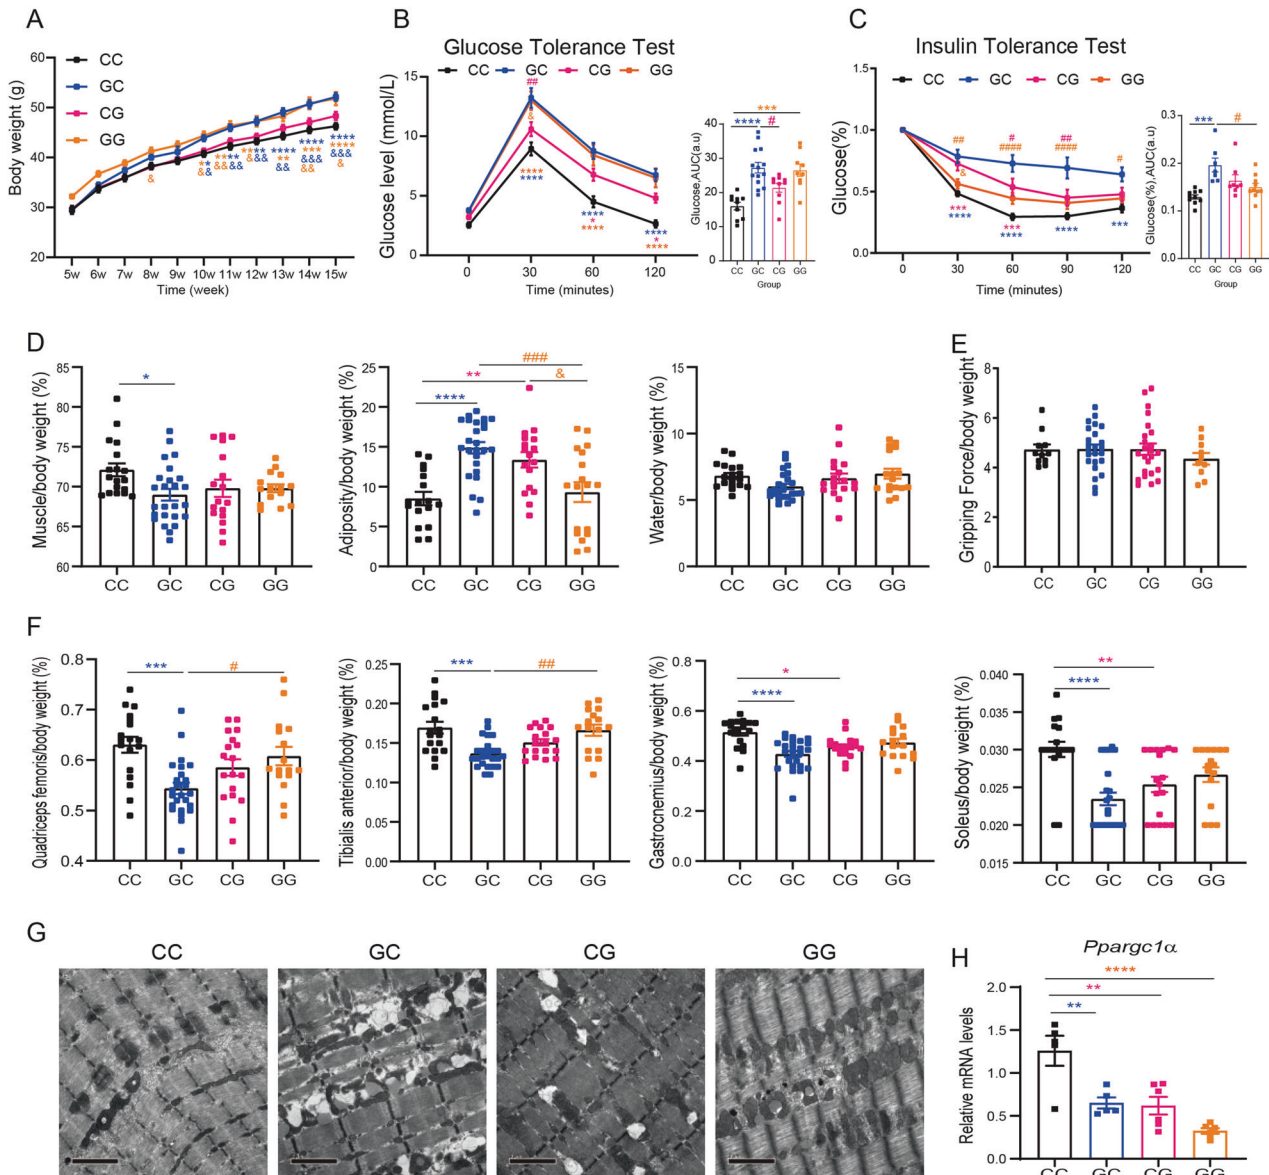 A
Body weight (g)
60
50
40
30
20
CC
GC
CG
GG
5w 6w 7w 8w 9w 10w 11w 12w 13w 14w 15w
Time (week)
B
Glucose Tolerance Test
CC GC CG GG
Glucose level (mmol/L)
15
10
5
0
0 30 60 120
Time (minutes)
Glucose,AUC(a.u)
40
30
20
10
0
CC GC CG GG
Group
C
Insulin Tolerance Test
CC GC CG GG
Glucose(%)
1.5
1.0
0.5
0.0
0 30 60 90 120
Time (minutes)
Glucose(%),AUC(a.u)
0.3
0.2
0.1
0.0
CC GC CG GG
Group
D
Muscle/body weight (%)
85
80
75
70
65
60
CC GC CG GG
Adiposity/body weight (%)
25
20
15
10
5
0
CC GC CG GG
Water/body weight (%)
15
10
5
0
CC GC CG GG
E
Gripping Force/body weight
8
6
4
2
0
CC GC CG GG
F
Quadriceps femoris/body weight (%)
0.8
0.7
0.6
0.5
0.4
CC GC CG GG
Tibialis anterior/body weight (%)
0.25
0.20
0.15
0.10
0.05
0.00
CC GC CG GG
Gastrocnemius/body weight (%)
0.8
0.6
0.4
0.2
0.0
CC GC CG GG
Soleus/body weight (%)
0.040
0.035
0.030
0.025
0.020
0.015
CC GC CG GG
G
CC GC CG GG
H
Ppargc1α
Relative mRNA levels
2.0
1.5
1.0
0.5
0.0
CC GC CG GG